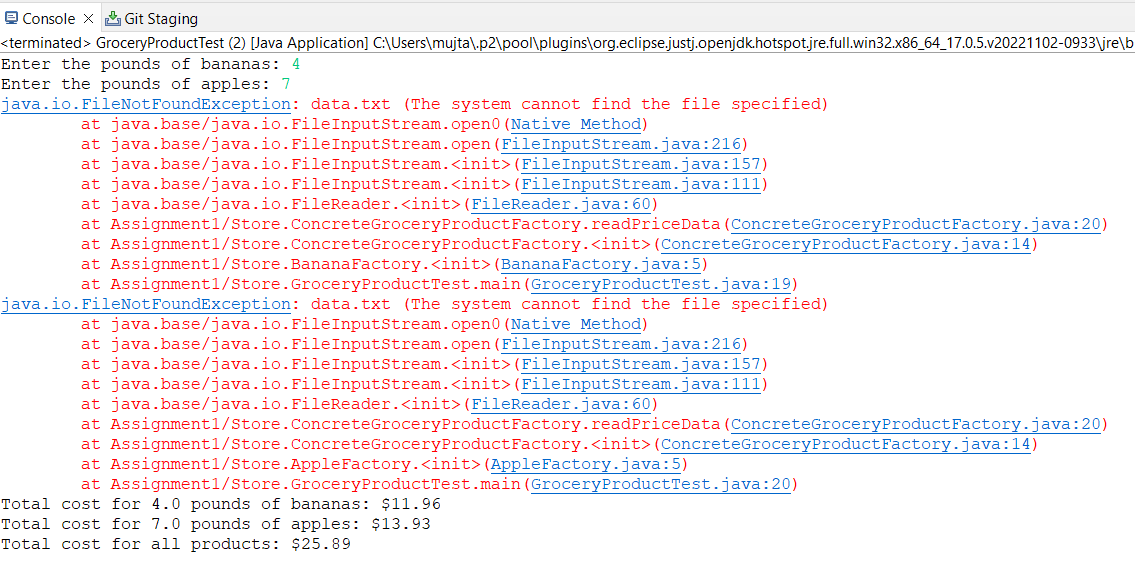 Console Git Staging
<terminated> GroceryProductTest (2) [Java Application] C:\Users\mujta\.p2\pool\plugins\org.eclipse.justj.openjdk.hotspot.jre.full.win32.x86_64_17.0.5.v20221102-0933\jre\b
Enter the pounds of bananas: 4
Enter the pounds of apples: 7
java.io.FileNotFoundException: data.txt (The system cannot find the file specified)
at java.base/java.io.FileInputStream.open0(Native Method)
at java.base/java.io.FileInputStream.open(FileInputStream.java:216)
at java.base/java.io.FileInputStream.<init>(FileInputStream.java:157)
at java.base/java.io.FileInputStream.<init>(FileInputStream.java:111)
at java.base/java.io.FileReader.<init>(FileReader.java:60)
at Assignment1/Store.ConcreteGroceryProductFactory.readPriceData(ConcreteGroceryProductFactory.java:20)
at Assignment1/Store.ConcreteGroceryProductFactory.<init>(ConcreteGroceryProductFactory.java:14)
at Assignment1/Store.BananaFactory.<init>(BananaFactory.java:5)
at Assignment1/Store.GroceryProductTest.main(GroceryProductTest.java:19)
java.io.FileNotFoundException: data.txt (The system cannot find the file specified)
at java.base/java.io.FileInputStream.open0(Native Method)
at java.base/java.io.FileInputStream.open(FileInputStream.java:216)
at java.base/java.io.FileInputStream.<init>(FileInputStream.java:157)
at java.base/java.io.FileInputStream.<init>(FileInputStream.java:111)
at java.base/java.io.FileReader.<init>(FileReader.java:60)
at Assignment1/Store.ConcreteGroceryProductFactory.readPriceData(ConcreteGroceryProductFactory.java:20)
at Assignment1/Store.ConcreteGroceryProductFactory.<init>(ConcreteGroceryProductFactory.java:14)
at Assignment1/Store.AppleFactory.<init>(AppleFactory.java:5)
at Assignment1/Store.GroceryProductTest.main(GroceryProductTest.java:20)
Total cost for 4.0 pounds of bananas: $11.96
Total cost for 7.0 pounds of apples: $13.93
Total cost for all products: $25.89